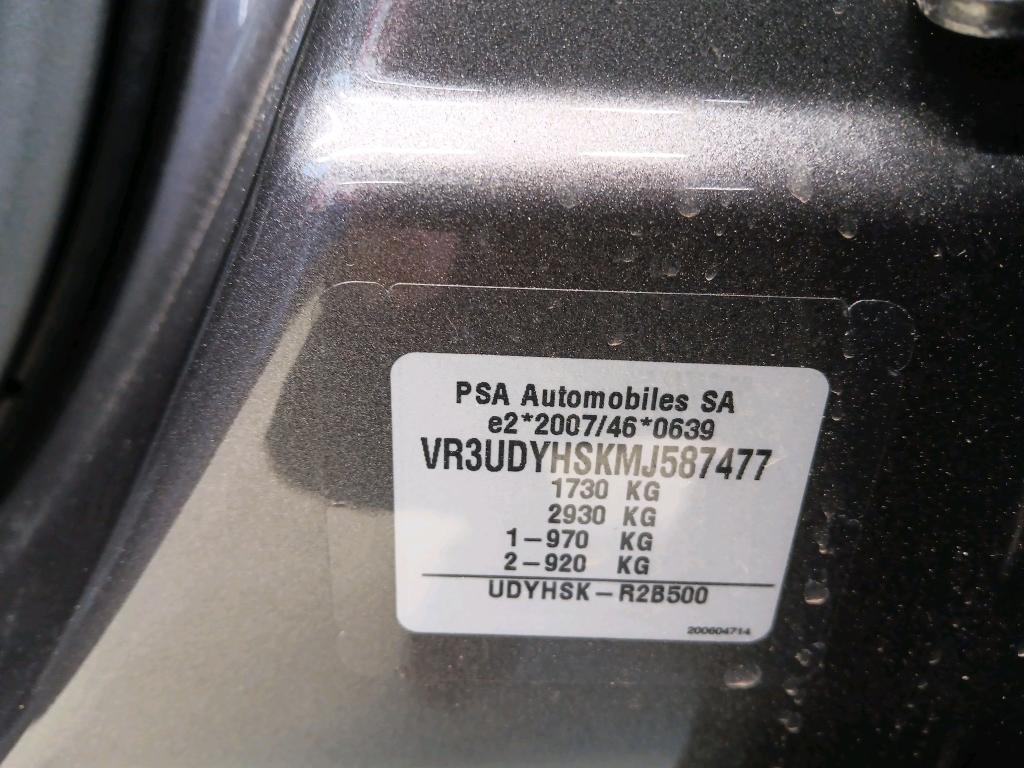 PSA Automobiles SA
e2*2007/46*0639
VR3UDYHSKMJ587477
1730 KG
2930 KG
1-970 KG
2-920 KG
UDYHSK-R2B500
200604714